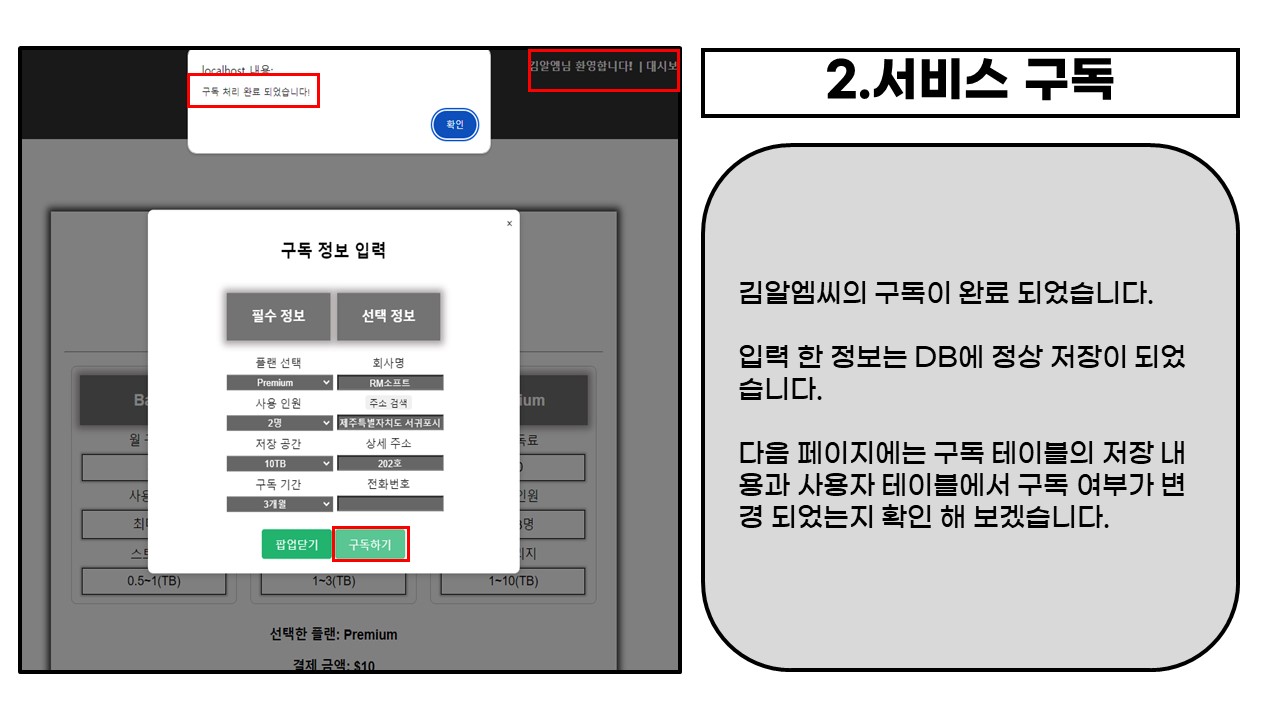 localhost 내용:
구독 처리 완료 되었습니다!
확인
김알엠님 환영합니다! | 대시보
×
구독 정보 입력
필수 정보 선택 정보
플랜 선택 회사명
Premium RM소프트
사용 인원 주소 검색
2명 제주특별자치도 서귀포시
저장 공간 상세 주소
10TB 202호
구독 기간 전화번호
3개월
팝업닫기 구독하기
Ba ium
월 독료
사용 인원
최 3명
스토 지
0.5~1(TB) 1~3(TB) 1~10(TB)
선택한 플랜: Premium
결제 금액: $10
2.서비스 구독
김알엠씨의 구독이 완료 되었습니다.
입력 한 정보는 DB에 정상 저장이 되었
습니다.
다음 페이지에는 구독 테이블의 저장 내
용과 사용자 테이블에서 구독 여부가 변
경 되었는지 확인 해 보겠습니다.